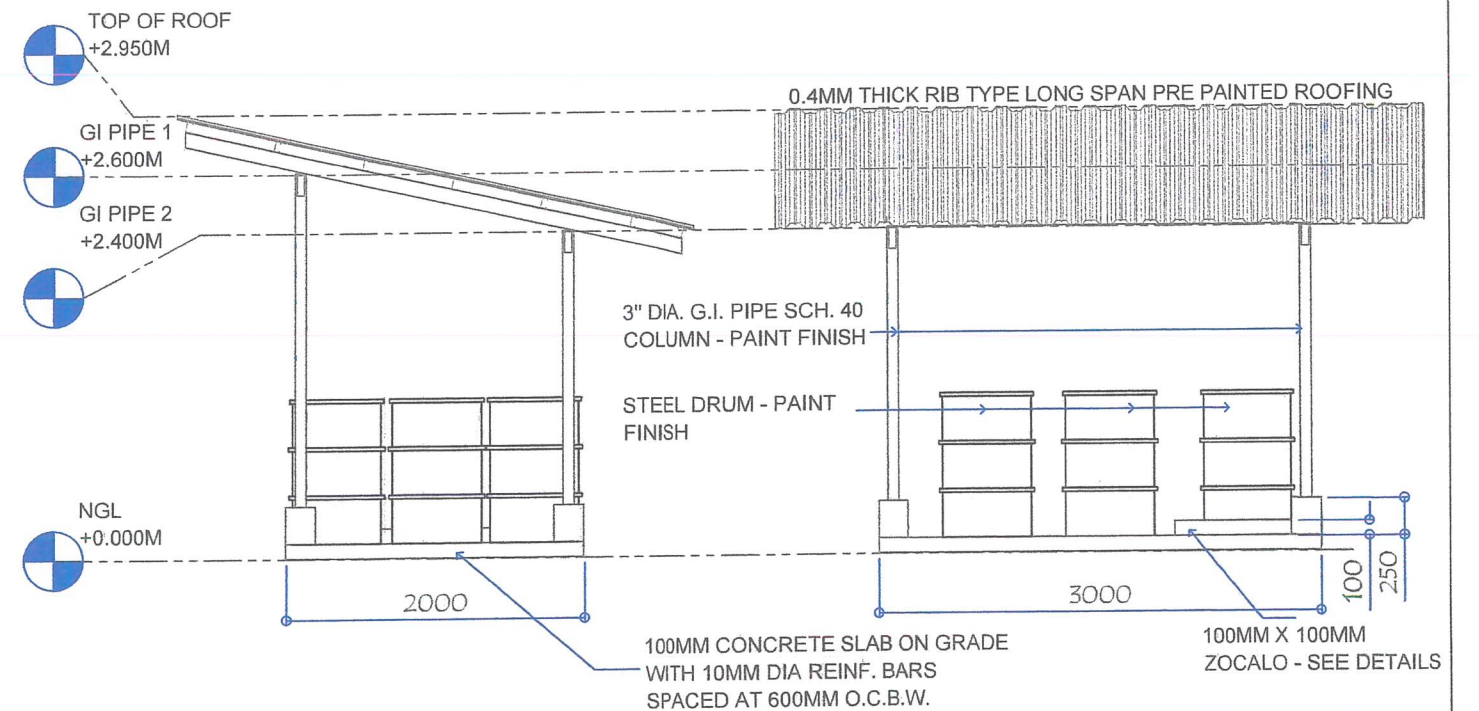 TOP OF ROOF
+2.950M
GI PIPE 1
+2.600M
GI PIPE 2
+2.400M
NGL
+0.000M
0.4MM THICK RIB TYPE LONG SPAN PRE PAINTED ROOFING
3" DIA. G.I. PIPE SCH. 40
COLUMN - PAINT FINISH
STEEL DRUM - PAINT
FINISH
2000
3000
100
250
100MM CONCRETE SLAB ON GRADE
WITH 10MM DIA REINF. BARS
SPACED AT 600MM O.C.B.W.
100MM X 100MM
ZOCALO - SEE DETAILS